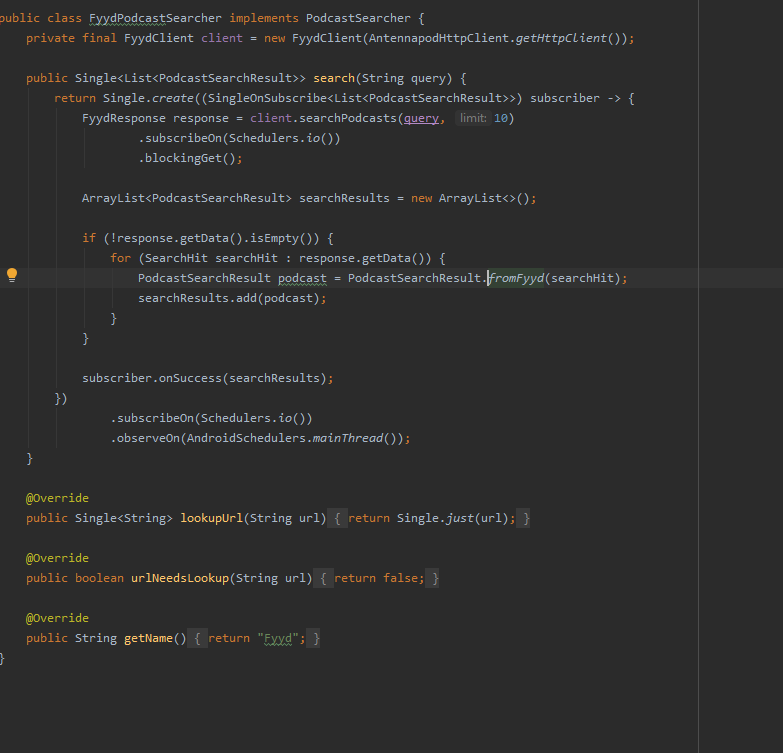 public class FyydPodcastSearcher implements PodcastSearcher {
    private final FyydClient client = new FyydClient(AntennapodHttpClient.getHttpClient());

    public Single<List<PodcastSearchResult>> search(String query) {
        return Single.create((SingleOnSubscribe<List<PodcastSearchResult>>) subscriber -> {
            FyydResponse response = client.searchPodcasts(query, limit: 10)
                    .subscribeOn(Schedulers.io())
                    .blockingGet();

            ArrayList<PodcastSearchResult> searchResults = new ArrayList<>();

            if (!response.getData().isEmpty()) {
                for (SearchHit searchHit : response.getData()) {
                    PodcastSearchResult podcast = PodcastSearchResult.fromFyyd(searchHit);
                    searchResults.add(podcast);
                }
            }

            subscriber.onSuccess(searchResults);
        })
                .subscribeOn(Schedulers.io())
                .observeOn(AndroidSchedulers.mainThread());
    }

    @Override
    public Single<String> lookupUrl(String url) { return Single.just(url); }

    @Override
    public boolean urlNeedsLookup(String url) { return false; }

    @Override
    public String getName() { return "Fyyd"; }
}